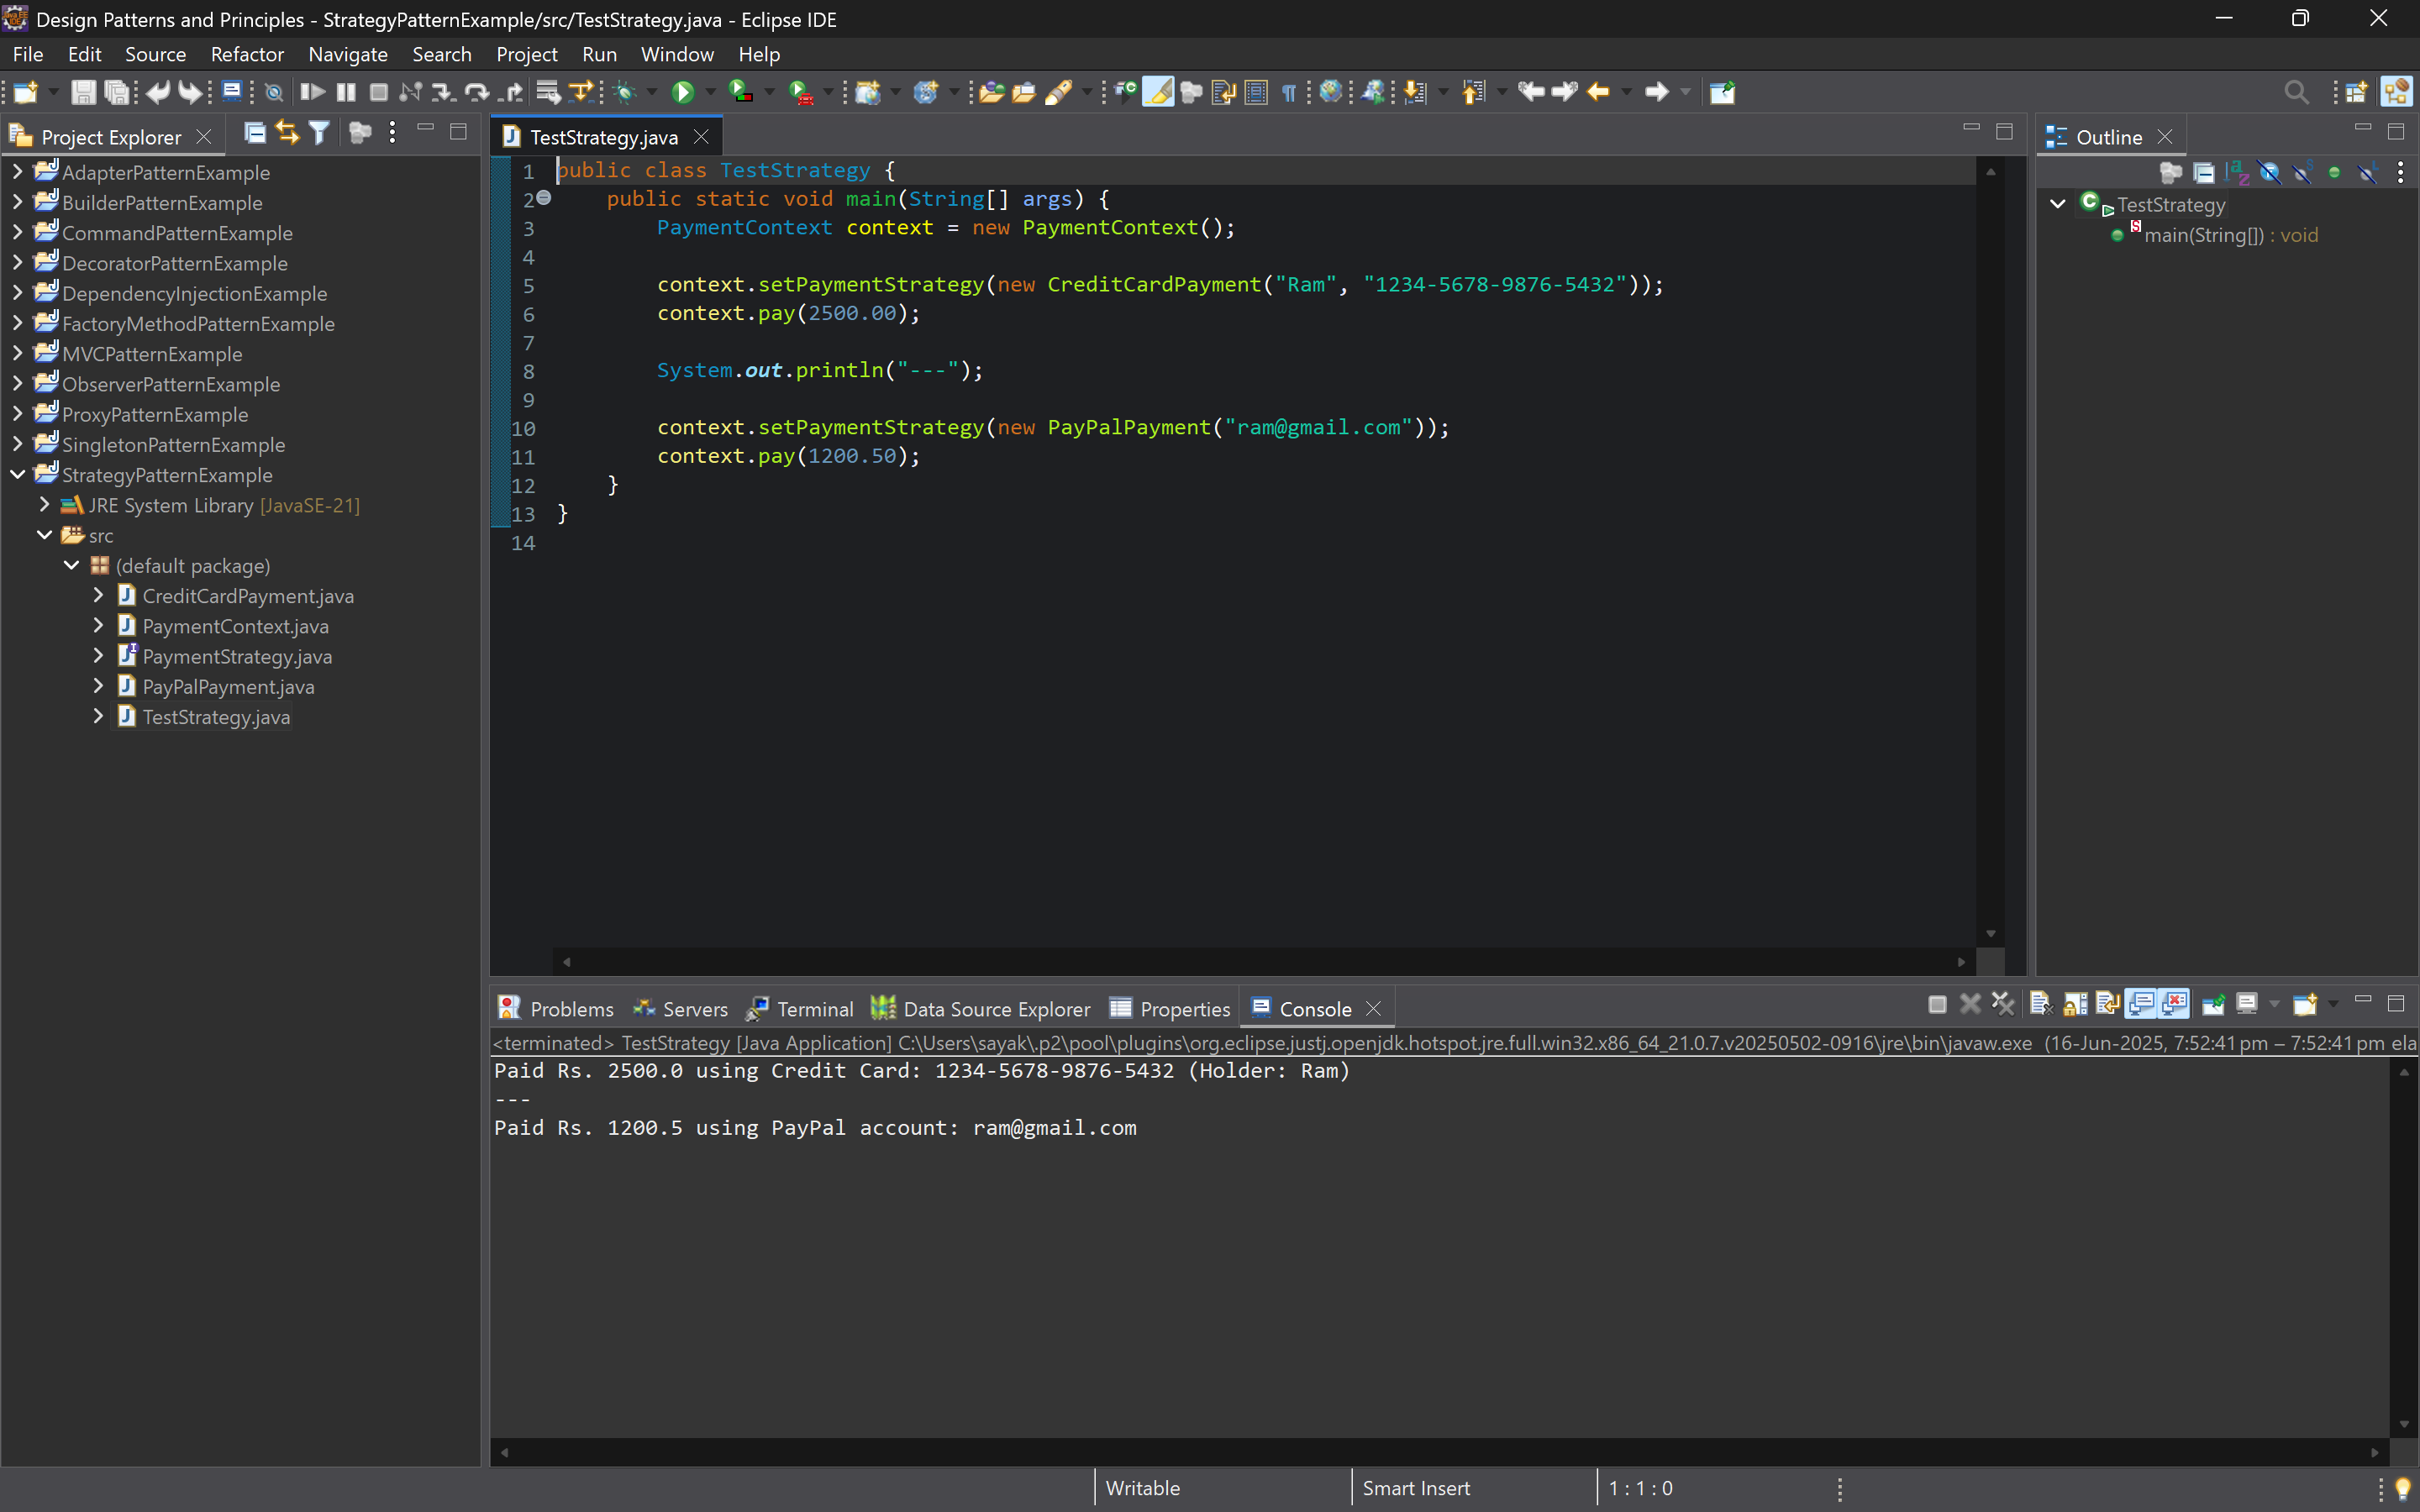 Design Patterns and Principles - StrategyPatternExample/src/TestStrategy.java - Eclipse IDE
File Edit Source Refactor Navigate Search Project Run Window Help
Project Explorer
AdapterPatternExample
BuilderPatternExample
CommandPatternExample
DecoratorPatternExample
DependencyInjectionExample
FactoryMethodPatternExample
MVCPatternExample
ObserverPatternExample
ProxyPatternExample
SingletonPatternExample
StrategyPatternExample
JRE System Library [JavaSE-21]
src
(default package)
CreditCardPayment.java
PaymentContext.java
PaymentStrategy.java
PayPalPayment.java
TestStrategy.java
TestStrategy.java
1 public class TestStrategy {
2     public static void main(String[] args) {
3         PaymentContext context = new PaymentContext();
4
5         context.setPaymentStrategy(new CreditCardPayment("Ram", "1234-5678-9876-5432"));
6         context.pay(2500.00);
7
8         System.out.println("---");
9
10         context.setPaymentStrategy(new PayPalPayment("ram@gmail.com"));
11         context.pay(1200.50);
12     }
13 }
14
Outline
TestStrategy
main(String[]) : void
Problems Servers Terminal Data Source Explorer Properties Console
<terminated> TestStrategy [Java Application] C:\Users\sayak\.p2\pool\plugins\org.eclipse.justj.openjdk.hotspot.jre.full.win32.x86_64_21.0.7.v20250502-0916\jre\bin\javaw.exe (16-Jun-2025, 7:52:41 pm – 7:52:41 pm ela
Paid Rs. 2500.0 using Credit Card: 1234-5678-9876-5432 (Holder: Ram)
---
Paid Rs. 1200.5 using PayPal account: ram@gmail.com
Writable Smart Insert 1 : 1 : 0